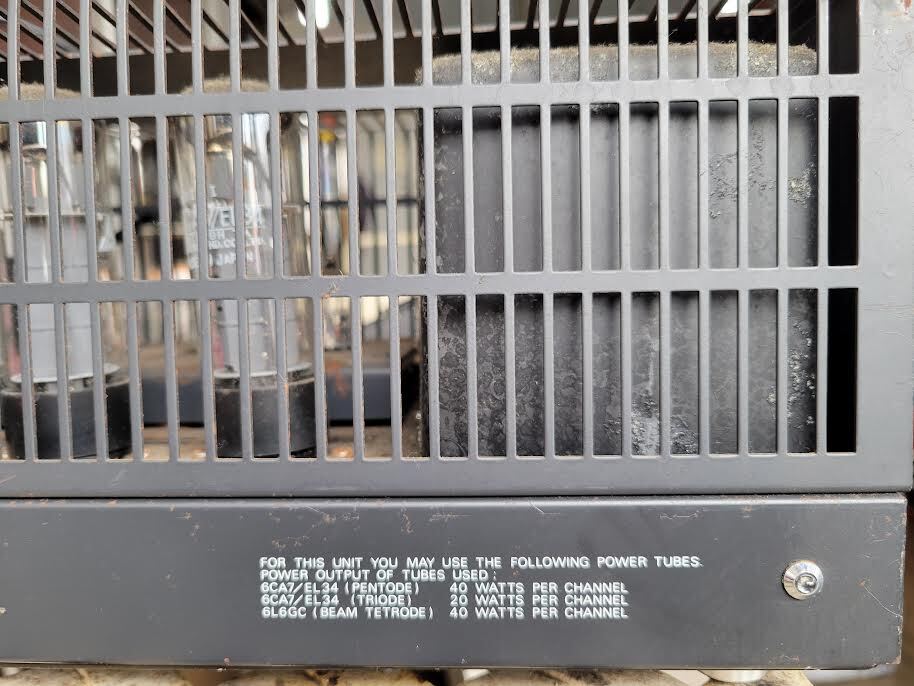 JAPAN
FOR THIS UNIT YOU MAY USE THE FOLLOWING POWER TUBES.
POWER OUTPUT OF TUBES USED:
6CA7/EL34 (PENTODE) 40 WATTS PER CHANNEL
6CA7/EL34 (TRIODE) 20 WATTS PER CHANNEL
6L6GC (BEAM TETRODE) 40 WATTS PER CHANNEL